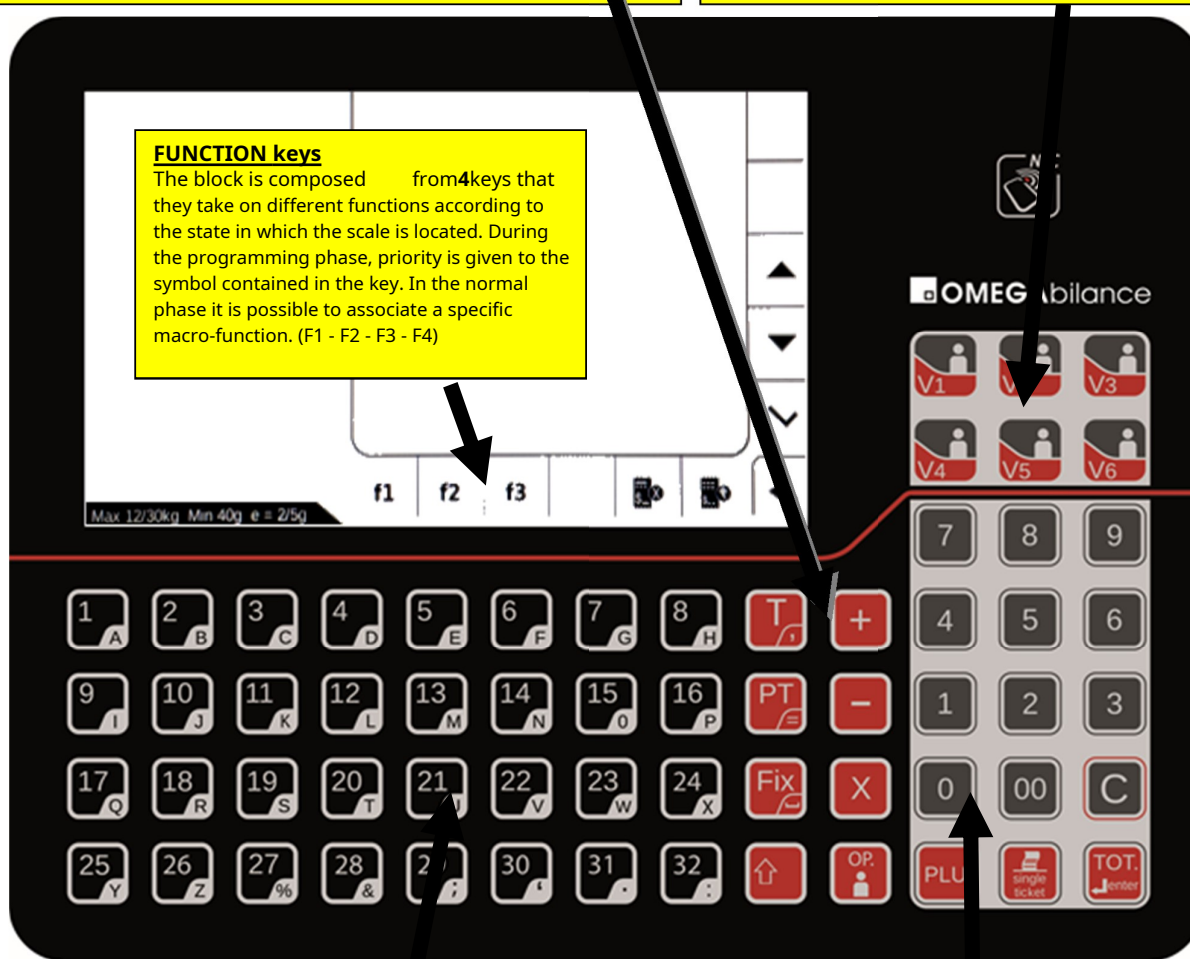 FUNCTION keys
The block is composed from4keys that
they take on different functions according to
the state in which the scale is located. During
the programming phase, priority is given to the
symbol contained in the key. In the normal
phase it is possible to associate a specific
macro-function. (F1 - F2 - F3 - F4)
OMEG bilance
V1 V3
V4 V5 V6
f1 f2 f3
Max 12/30kg Min 40g e = 2/5g
7 8 9
1 A 2 B 3 C 4 D 5 E 6 F 7 G 8 H T , + 4 5 6
9 I 10 J 11 K 12 L 13 M 14 N 15 O 16 P PT = - 1 2 3
17 Q 18 R 19 S 20 T 21 22 V 23 W 24 X Fix X 0 00 C
25 Y 26 Z 27 % 28 & ; 30 ‘ 31 . 32 : OP. PLU single ticket TOT. enter